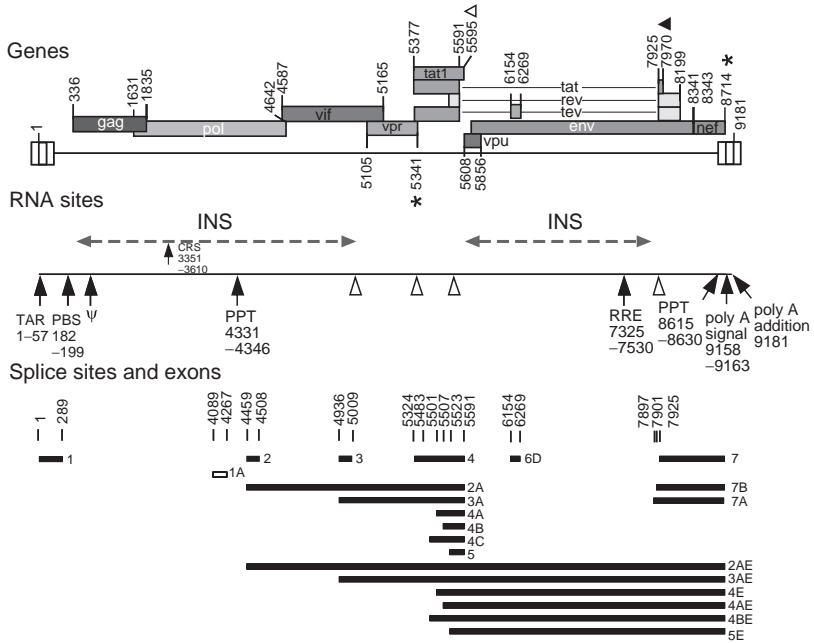 Genes
336
1631
1835
4642
4587
5165
5377
5591
5595
6154
6269
7925
7970
8199
8341
8343
8714
*
9181
1
gag
pol
vif
vpr
tat1
tat
rev
tev
env
nef
vpu
5105
5341
*
5608
5856
RNA sites
INS
INS
CRS
3351
–3610
TAR
1–57
PBS
182
–199
ψ
PPT
4331
–4346
RRE
7325
–7530
PPT
8615
–8630
poly A
signal
9158
–9163
poly A
addition
9181
Splice sites and exons
1
289
4089
4267
4459
4508
4936
5009
5324
5483
5501
5507
5523
5591
6154
6269
7897
7901
7925
1
2
3
4
6D
7
1A
2A
7B
3A
7A
4A
4B
4C
5
2AE
3AE
4E
4AE
4BE
5E